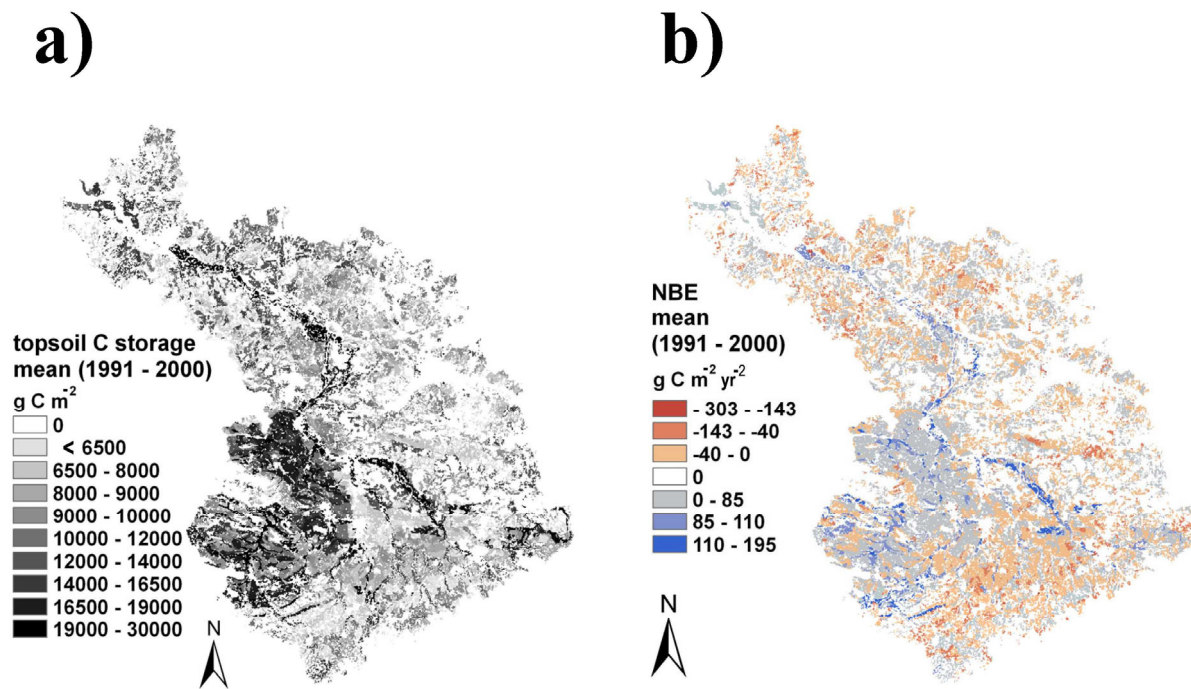 a)
topsoil C storage
mean (1991 - 2000)
g C m-2
0
< 6500
6500 - 8000
8000 - 9000
9000 - 10000
10000 - 12000
12000 - 14000
14000 - 16500
16500 - 19000
19000 - 30000
N
b)
NBE
mean
(1991 - 2000)
g C m-2 yr-2
- 303 - -143
-143 - -40
-40 - 0
0
0 - 85
85 - 110
110 - 195
N